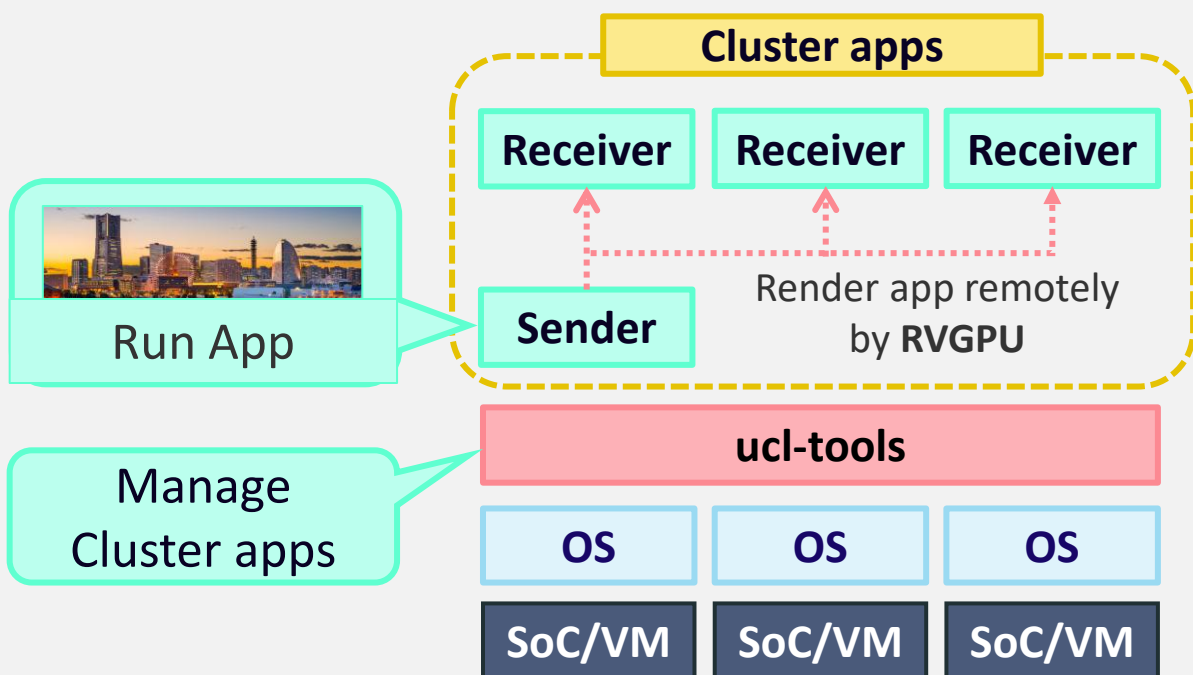 Cluster apps
Receiver
Receiver
Receiver
Run App
Sender
Render app remotely
by RVGPU
ucl-tools
Manage
Cluster apps
OS
OS
OS
SoC/VM
SoC/VM
SoC/VM